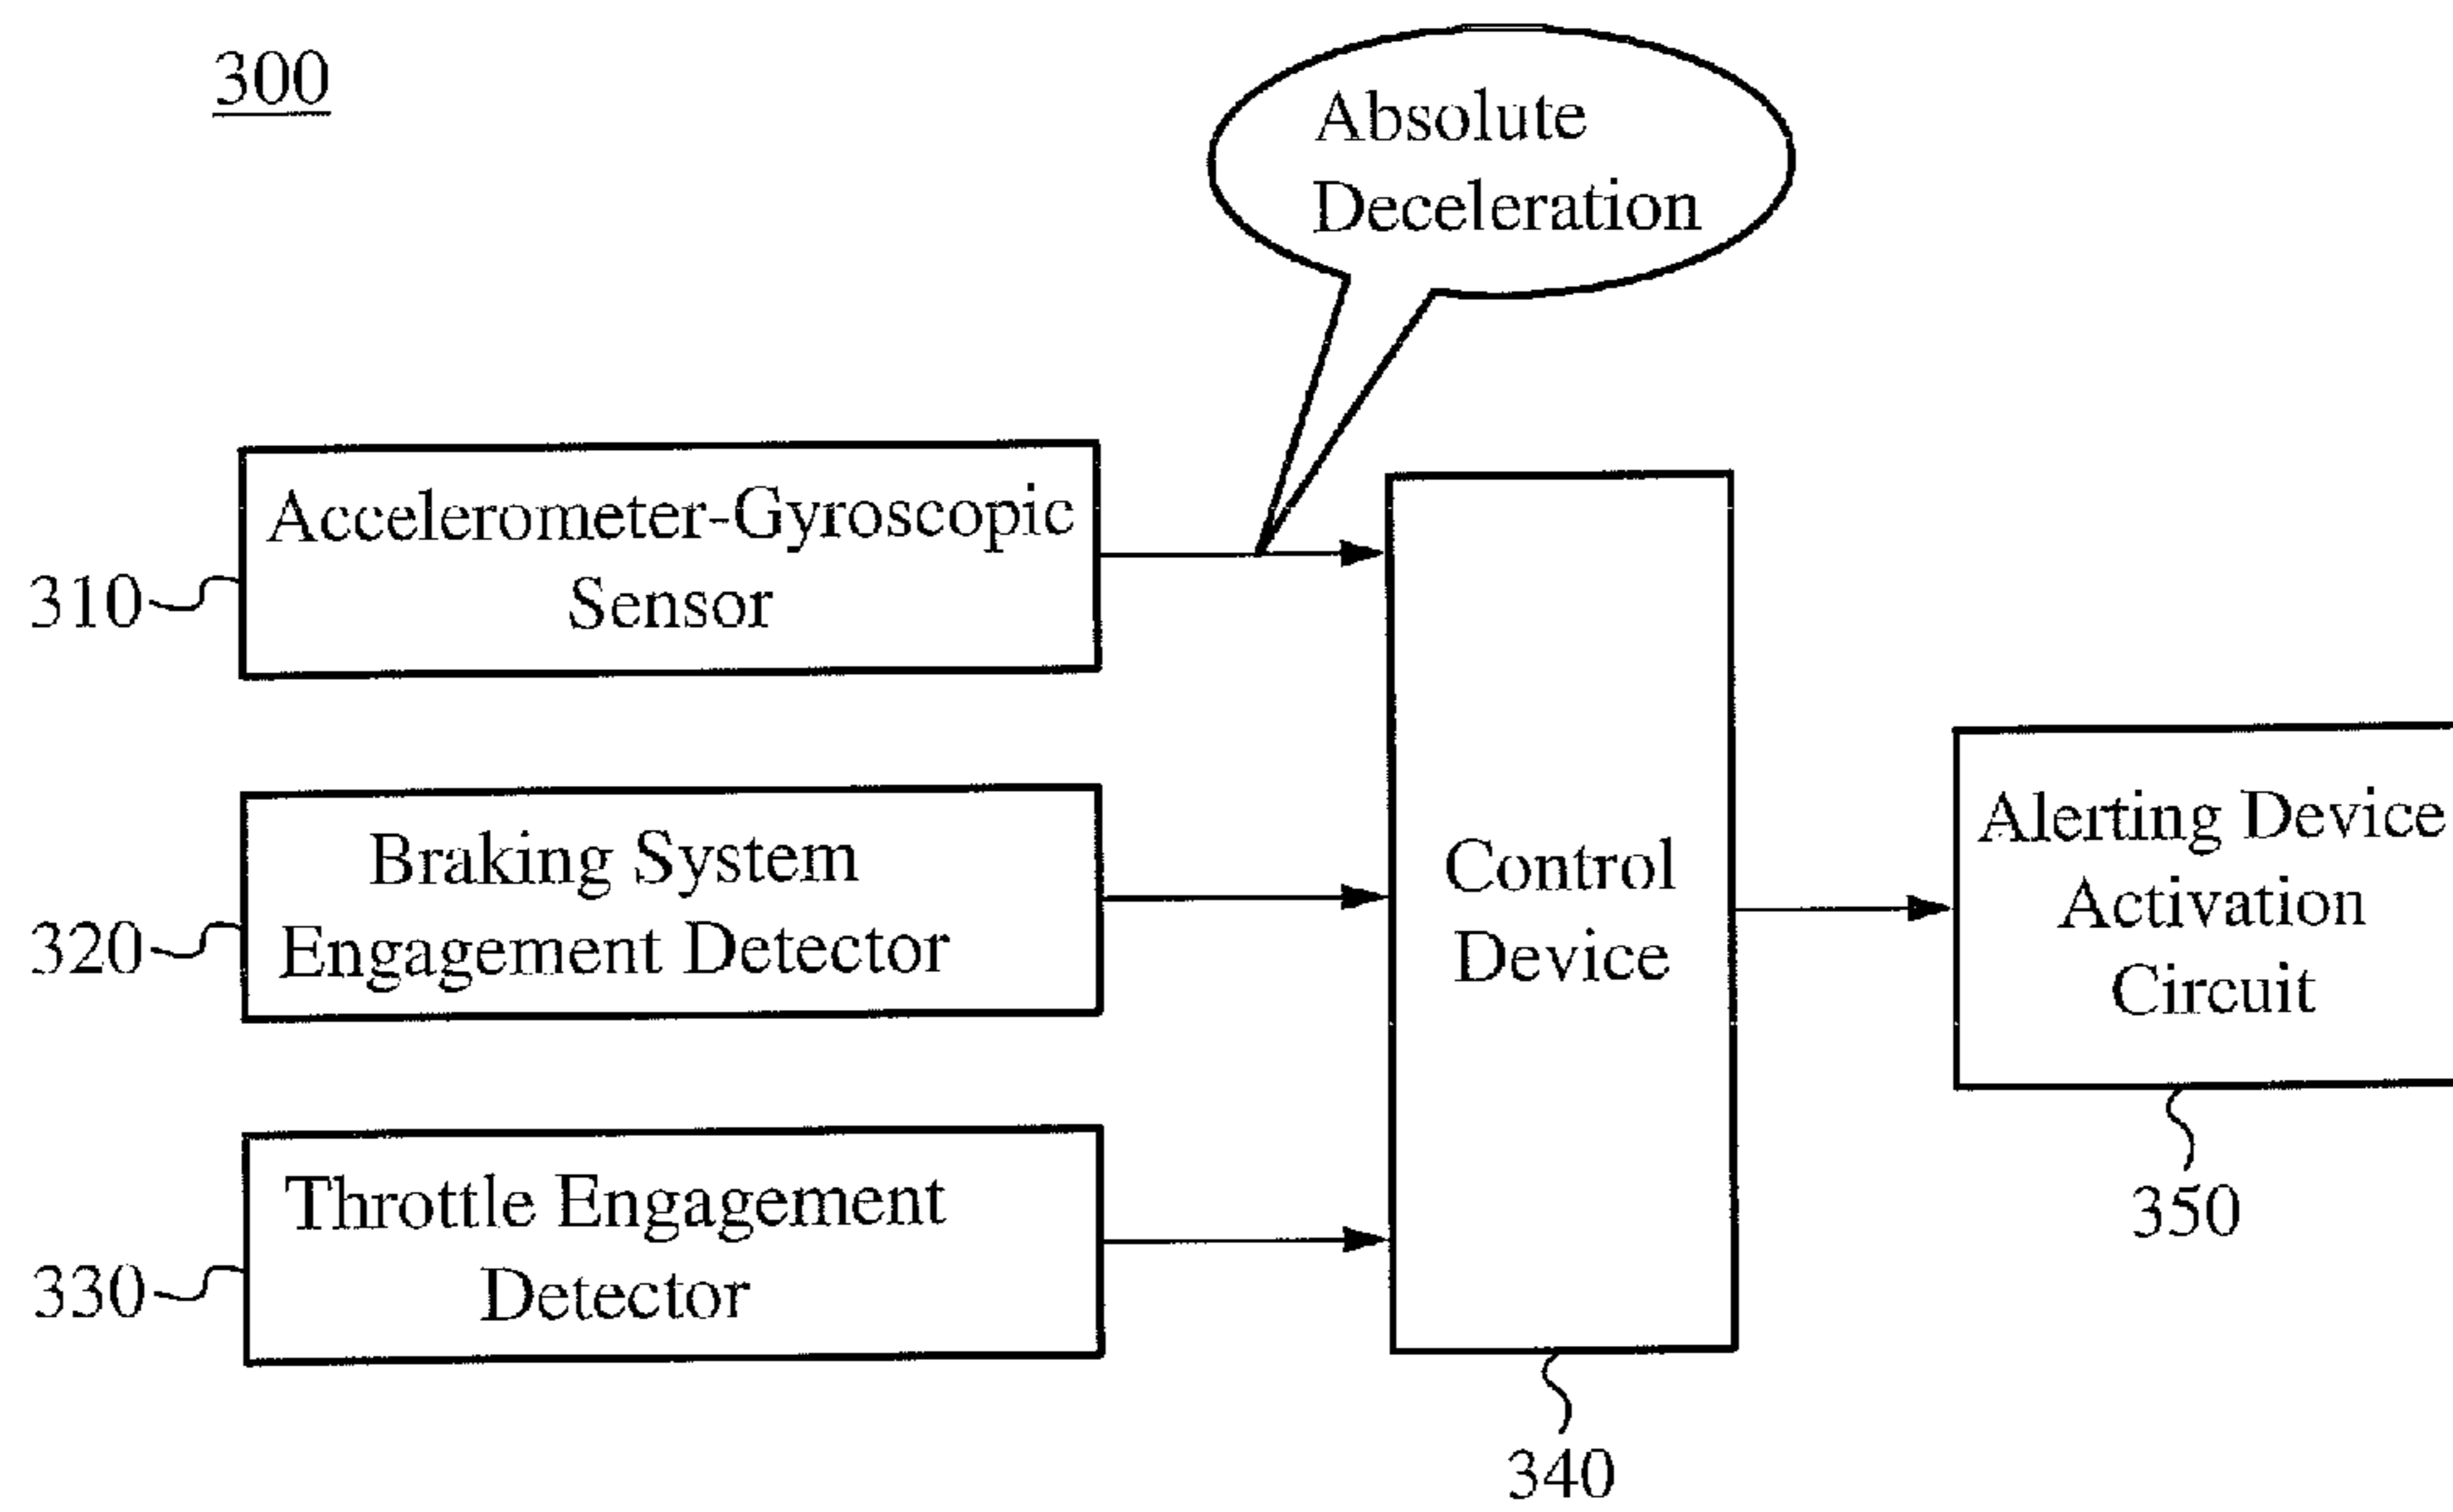 300
Absolute
Deceleration
Accelerometer-Gyroscopic
Sensor
310
Braking System
Engagement Detector
320
Throttle Engagement
Detector
330
Control
Device
340
Alerting Device
Activation
Circuit
350